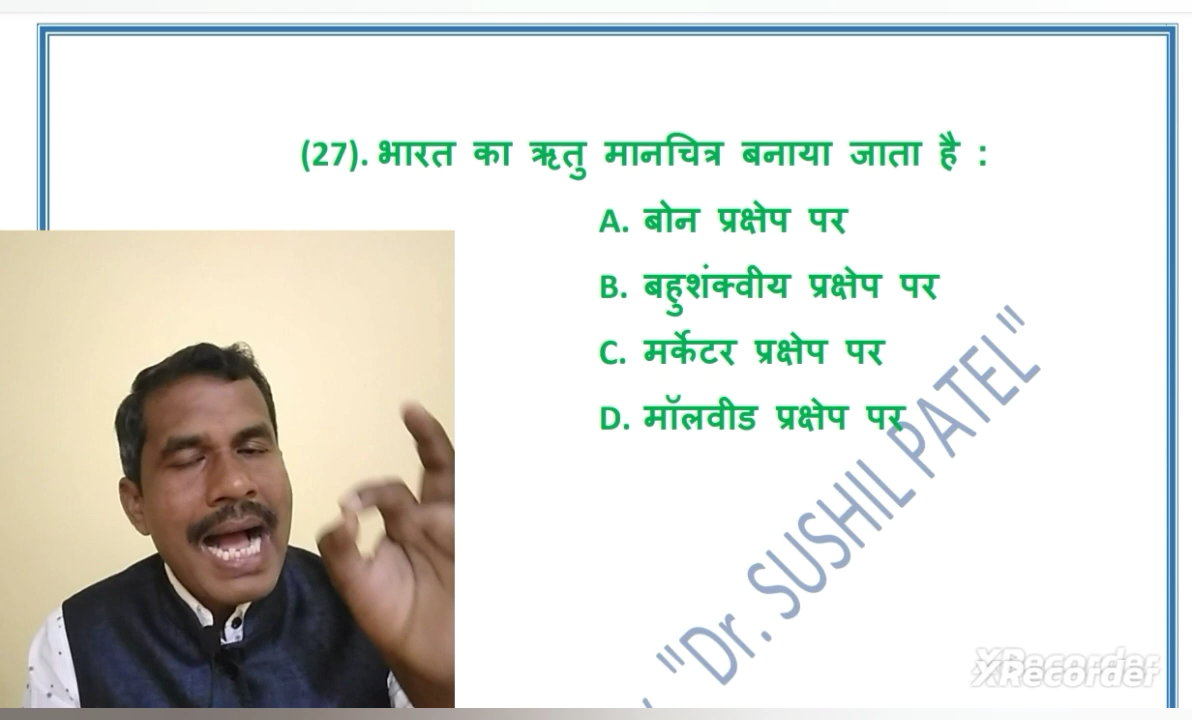 (27). भारत का ऋतु मानचित्र बनाया जाता है :
A. बोन प्रक्षेप पर
B. बहुशंक्वीय प्रक्षेप पर
C. मर्केटर प्रक्षेप पर
D. मॉलवीड प्रक्षेप पर
"Dr. SUSHIL PATEL"
XRecorder